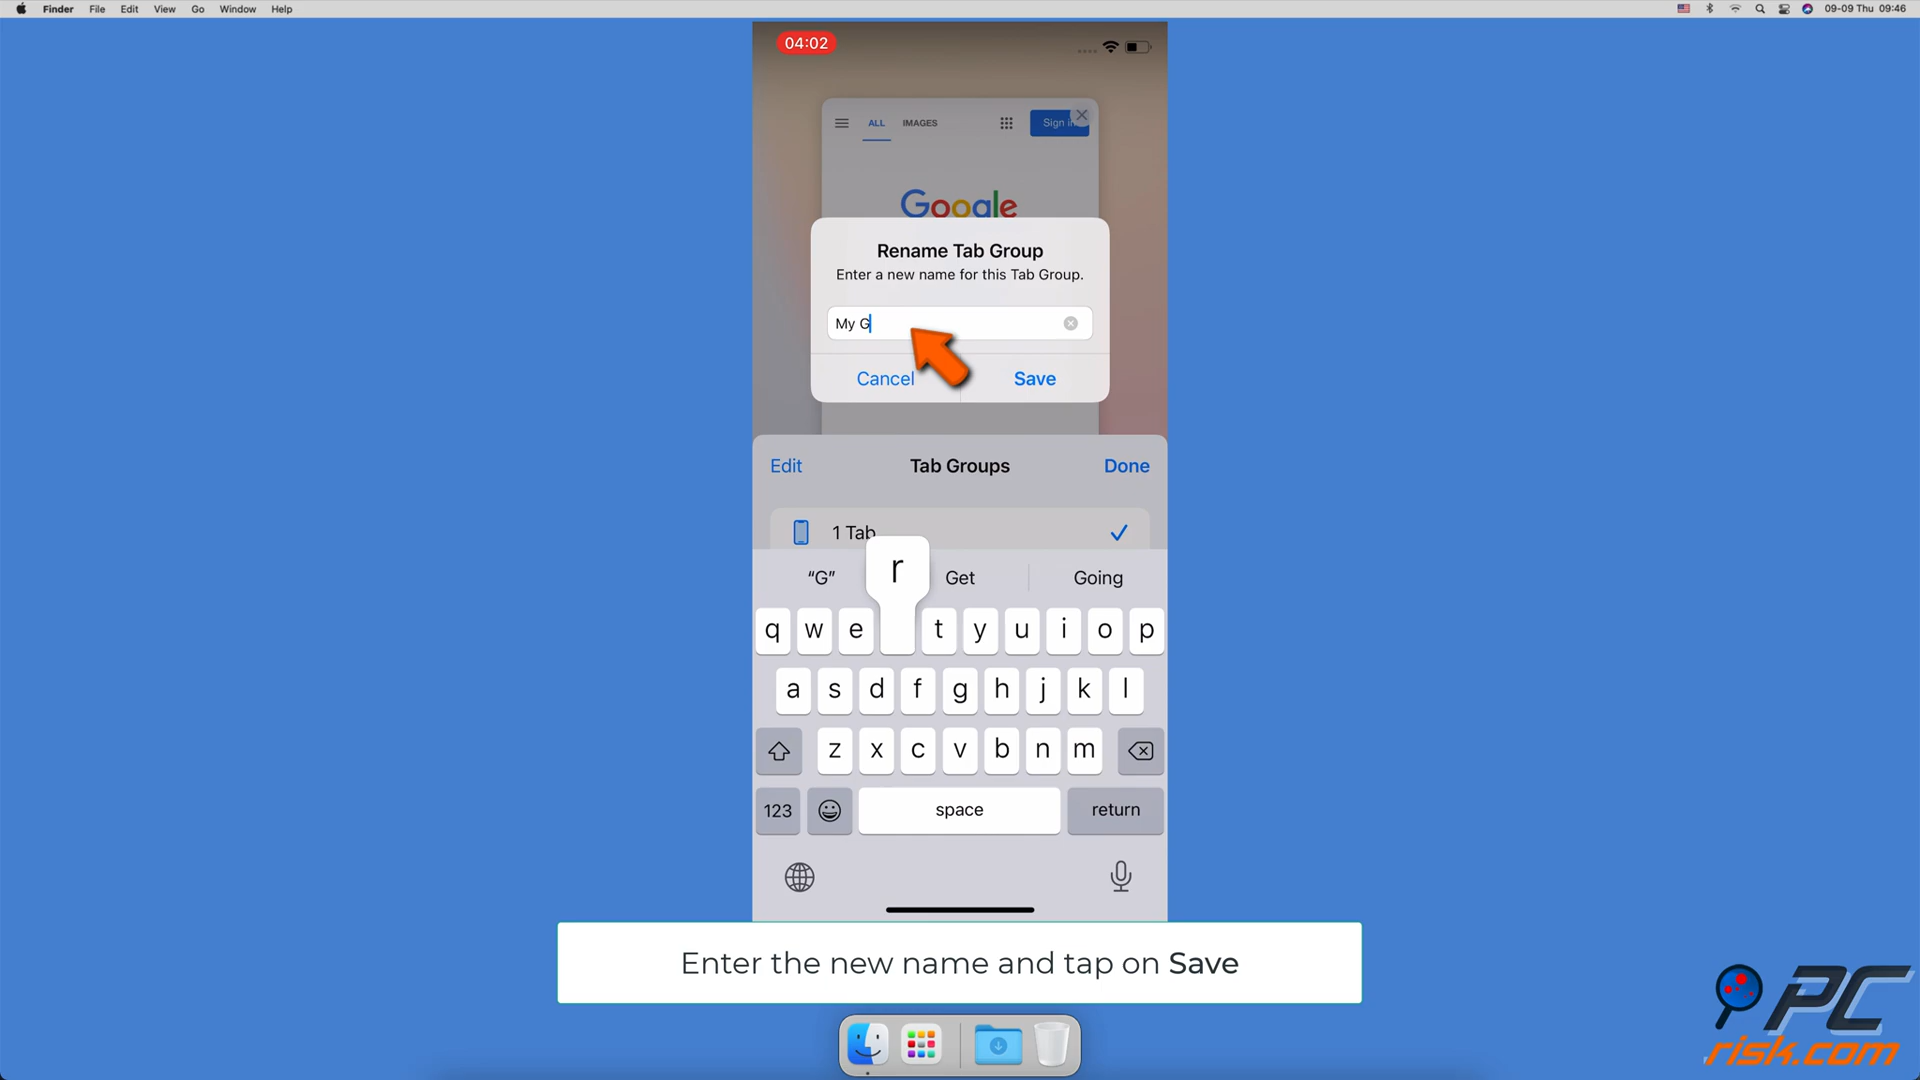 Finder File Edit View Go Window Help
09-09 Thu 09:46
04:02
ALL IMAGES Sign in
Google
Rename Tab Group
Enter a new name for this Tab Group.
My G
Cancel Save
Edit Tab Groups Done
1 Tab
"G" r Get Going
q w e t y u i o p
a s d f g h j k l
z x c v b n m
123 space return
Enter the new name and tap on Save
PC
risk.com